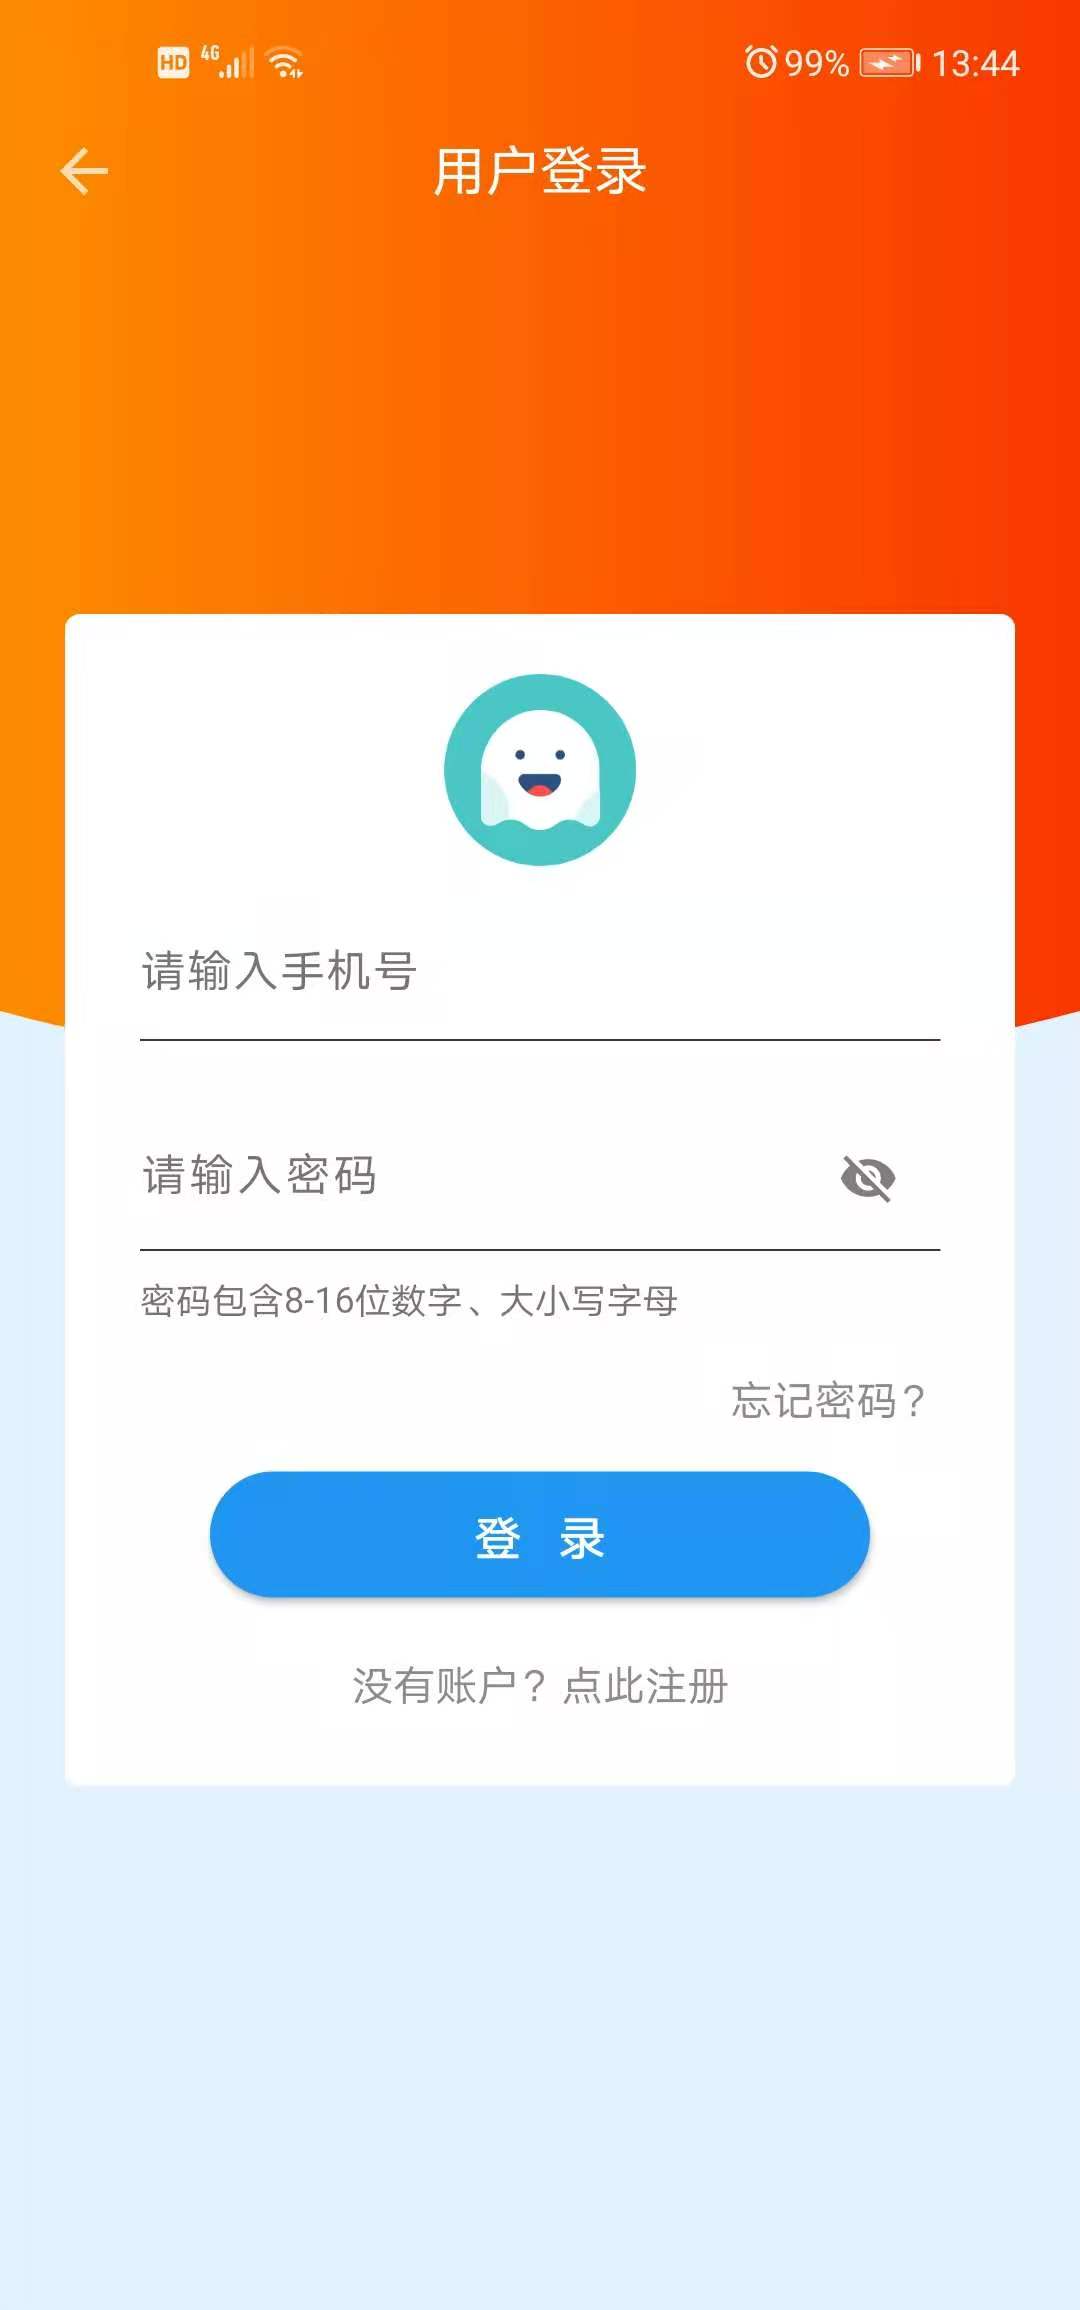 HD 4G 99% 13:44
用户登录
请输入手机号
请输入密码
密码包含8-16位数字、大小写字母
忘记密码？
登 录
没有账户？点此注册